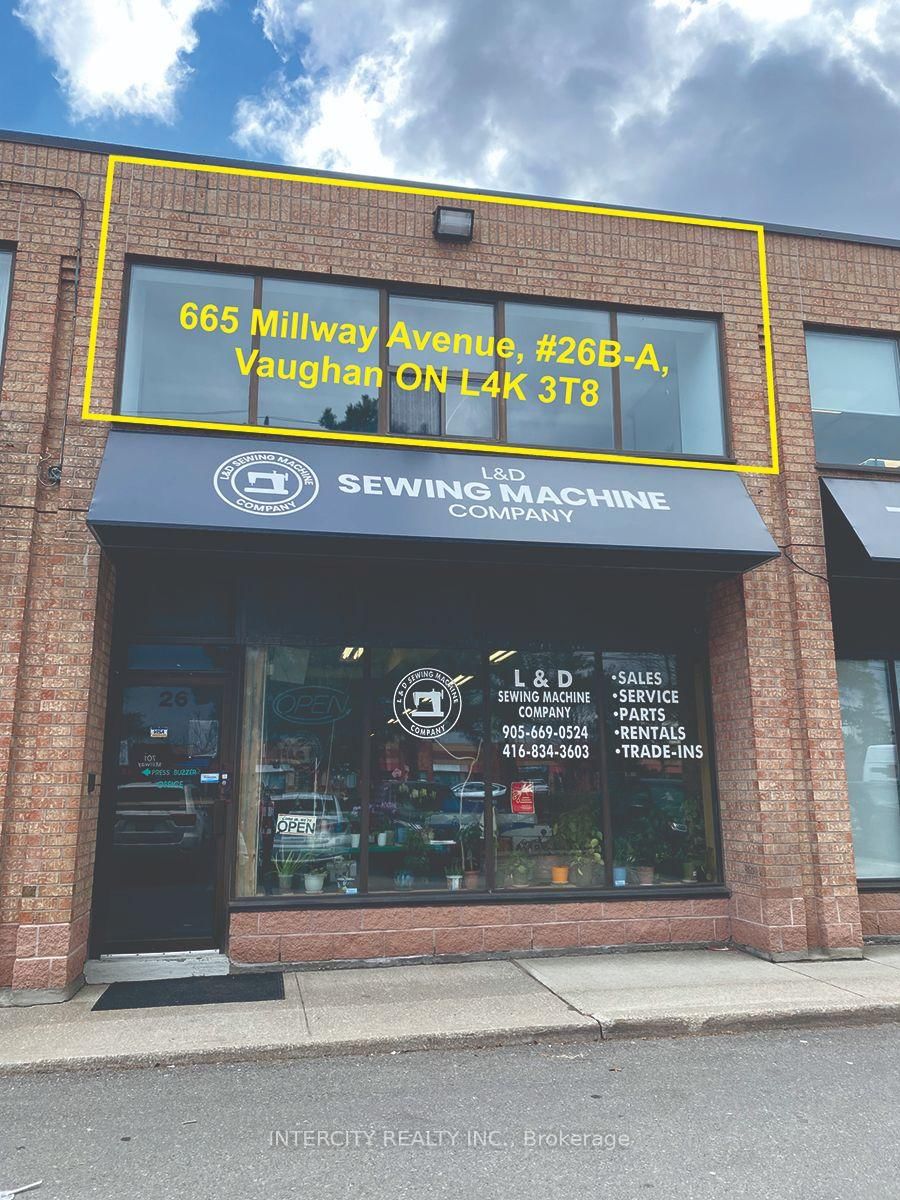 665 Millway Avenue, #26B-A,
Vaughan ON L4K 3T8
L&D SEWING MACHINE
COMPANY
L&D
SEWING MACHINE
COMPANY
26
OPEN
L&D SEWING MACHINE
COMPANY
L & D
SEWING MACHINE
COMPANY
905-669-0524
416-834-3603
•SALES
•SERVICE
•PARTS
•RENTALS
•TRADE-INS
PRESS BUZZER
OFFICE
OPEN
INTERCITY REALTY INC., Brokerage